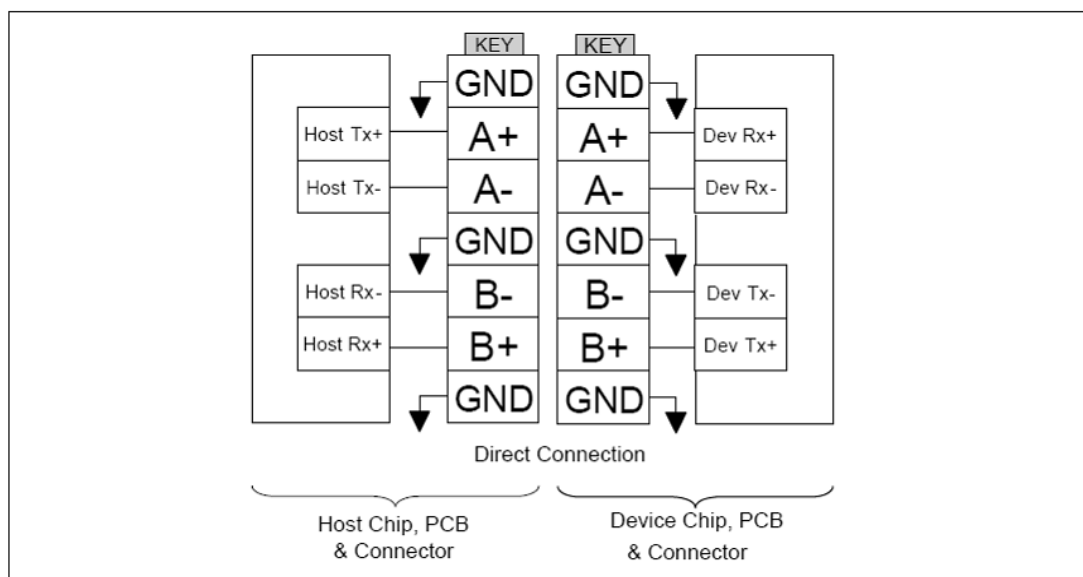 KEY KEY
GND GND
Host Tx+ A+ A+ Dev Rx+
Host Tx- A- A- Dev Rx-
GND GND
Host Rx- B- B- Dev Tx-
Host Rx+ B+ B+ Dev Tx+
GND GND
Direct Connection
Host Chip, PCB
& Connector
Device Chip, PCB
& Connector